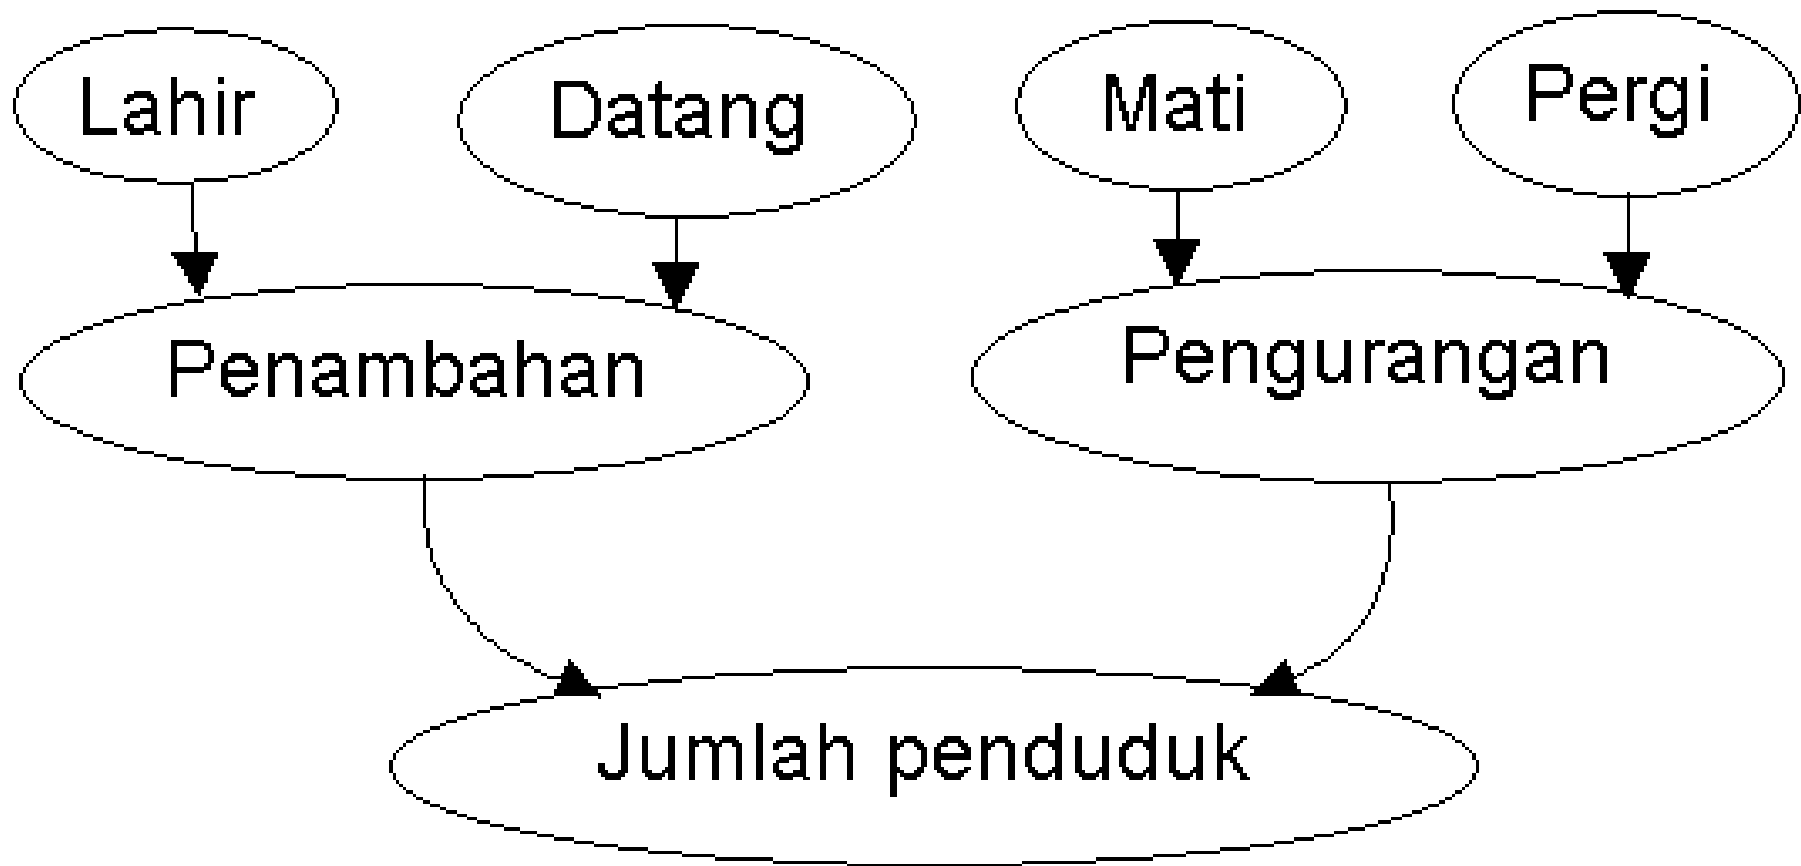 Lahir
Datang
Mati
Pergi
Penambahan
Pengurangan
Jumlah penduduk